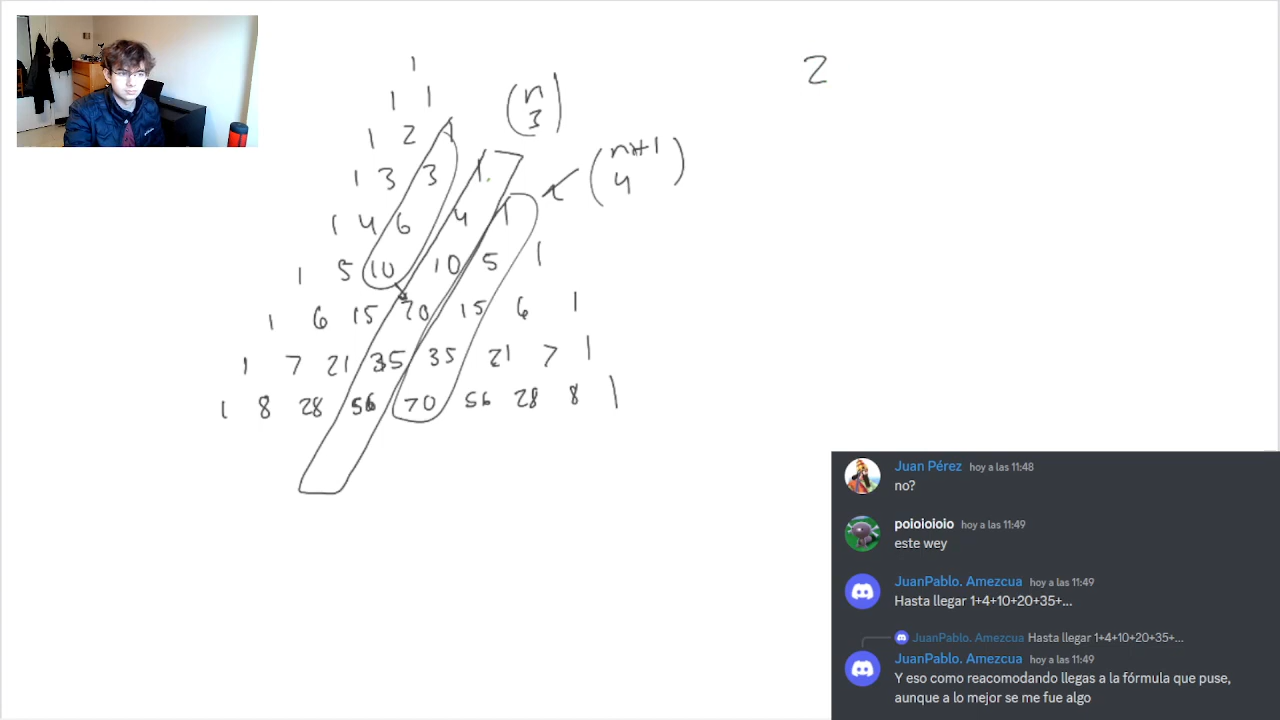 1
2
1 1
(n
3)
1 2 1
(n+1
4)
1 3 3 1
1 4 6 4 1
1 5 10 10 5 1
1 6 15 20 15 6 1
1 7 21 35 35 21 7 1
1 8 28 56 70 56 28 8 1
Juan Pérez hoy a las 11:48
no?
poioioioio hoy a las 11:49
este wey
JuanPablo. Amezcua hoy a las 11:49
Hasta llegar 1+4+10+20+35+...
JuanPablo. Amezcua Hasta llegar 1+4+10+20+35+...
JuanPablo. Amezcua hoy a las 11:49
Y eso como reacomodando llegas a la fórmula que puse,
aunque a lo mejor se me fue algo